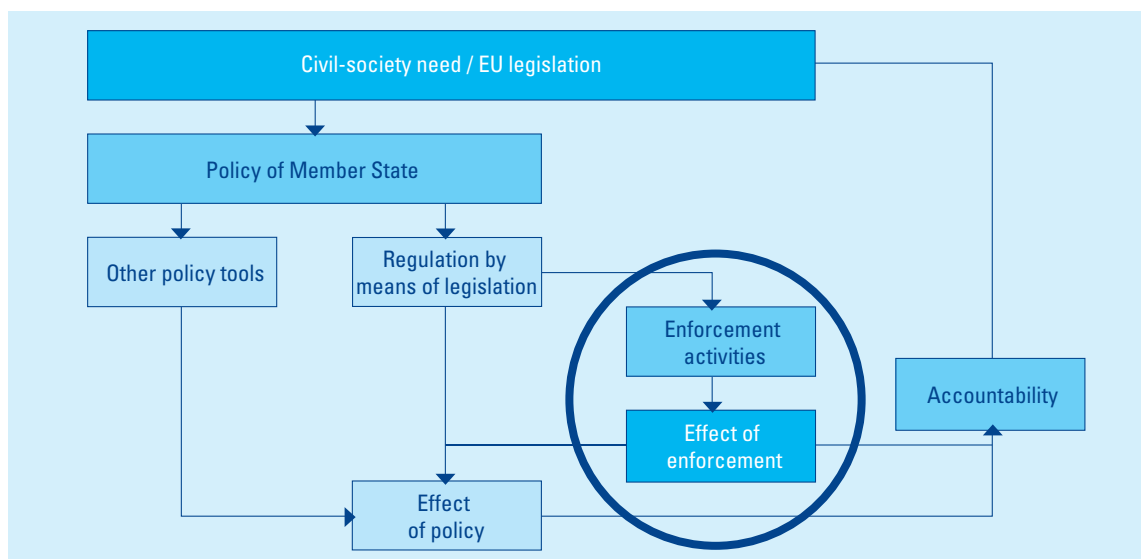 Civil-society need / EU legislation
Policy of Member State
Other policy tools
Regulation by
means of legislation
Enforcement
activities
Accountability
Effect of
enforcement
Effect
of policy